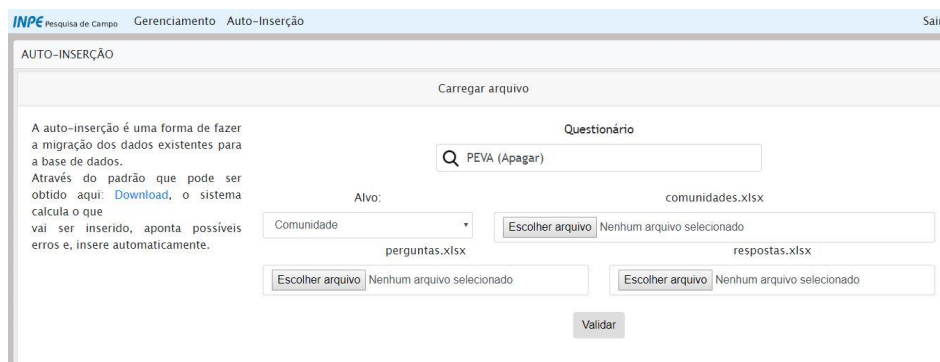 INPE Pesquisa de Campo Gerenciamento Auto-Inserção Sair
AUTO-INSERÇÃO
Carregar arquivo
A auto-inserção é uma forma de fazer
a migração dos dados existentes para
a base de dados.
Através do padrão que pode ser
obtido aqui: Download, o sistema
calcula o que
vai ser inserido, aponta possíveis
erros e, insere automaticamente.
Questionário
PEVA (Apagar)
Alvo: comunidades.xlsx
Comunidade Escolher arquivo Nenhum arquivo selecionado
perguntas.xlsx respostas.xlsx
Escolher arquivo Nenhum arquivo selecionado Escolher arquivo Nenhum arquivo selecionado
Validar